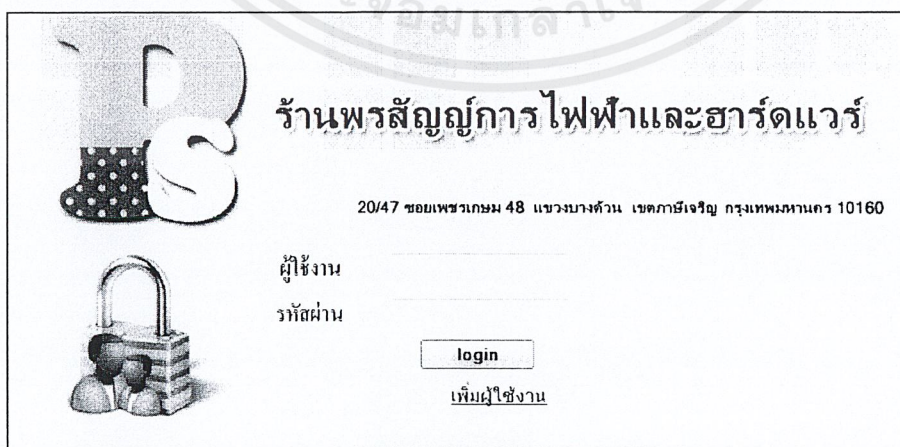 PS
ร้านพรสัญญ์การไฟฟ้าและฮาร์ดแวร์
20/47 ซอยเพชรเกษม 48 แขวงบางด้วน เขตภาษีเจริญ กรุงเทพมหานคร 10160
ผู้ใช้งาน
รหัสผ่าน
login
เพิ่มผู้ใช้งาน